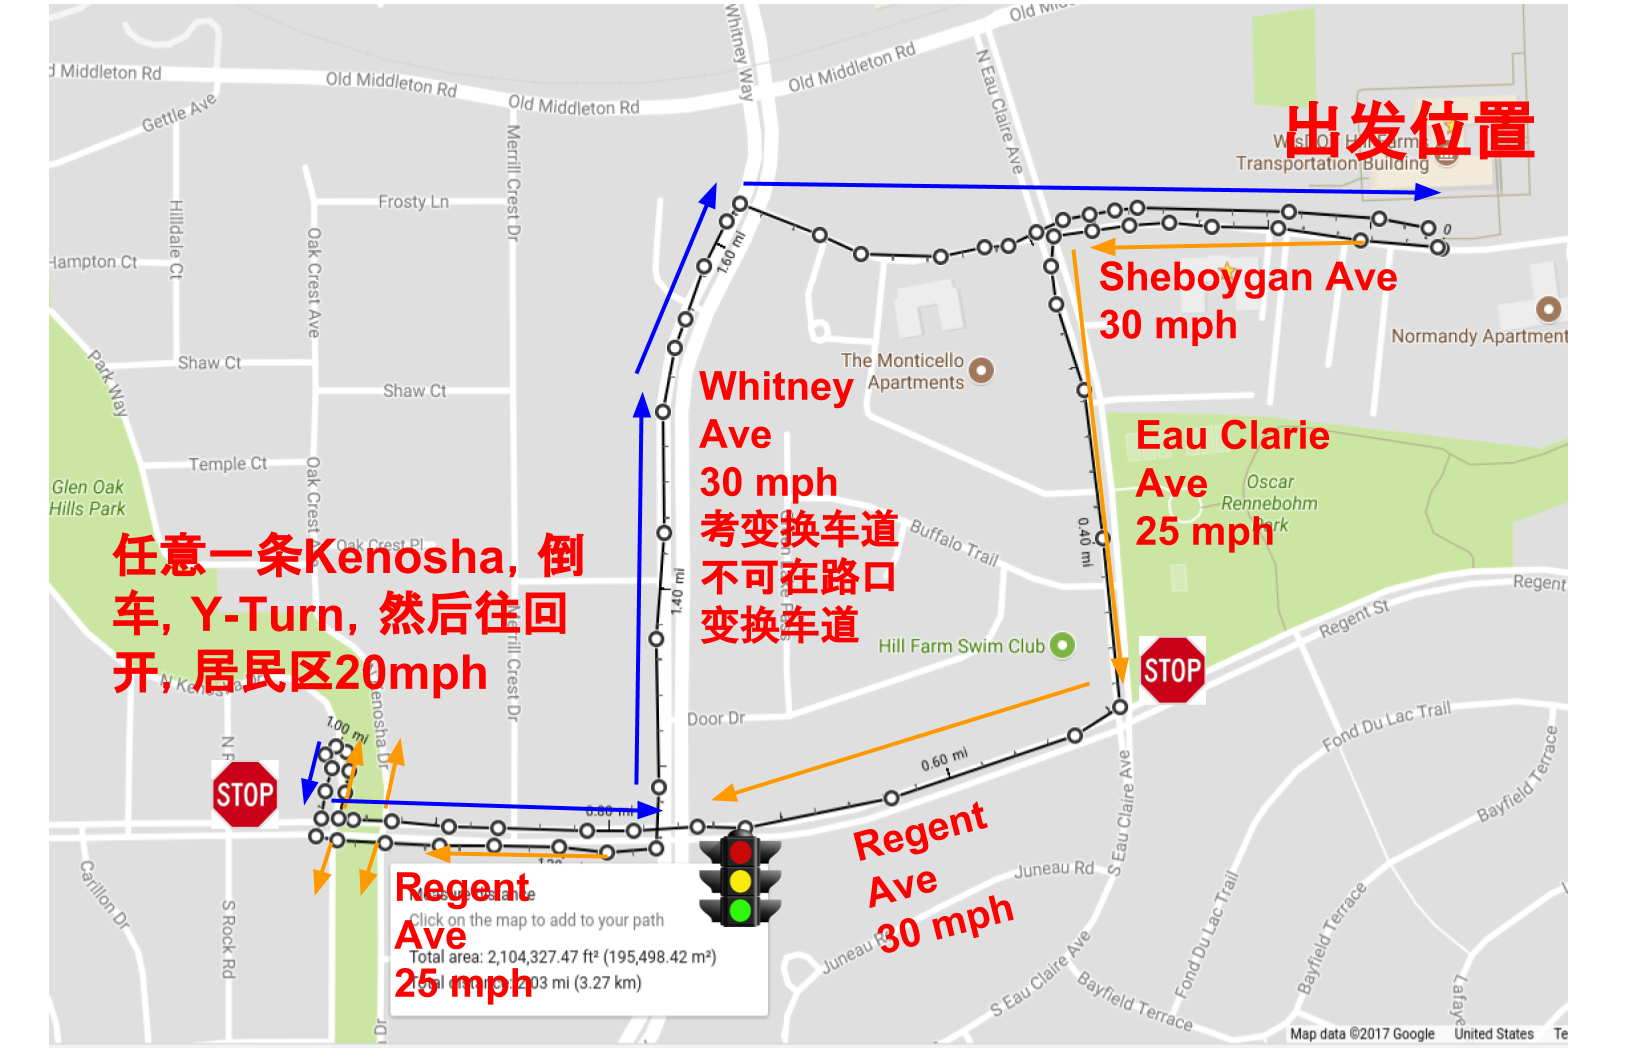 Old Middleton Rd
Whitney Way
d Middleton Rd
Old Middleton Rd
Old Middleton Rd
Old Middleton Rd
Gettle Ave
N Eau Claire Ave
Merrill Crest Dr
出发位置
Transportation Building
Frosty Ln
Hilldale Ct
Oak Crest Ave
Hampton Ct
0
1.60 mi
Sheboygan Ave
30 mph
Normandy Apartment
Park Way
Shaw Ct
Shaw Ct
The Monticello
Apartments
Whitney
Ave
30 mph
考变换车道
不可在路口
变换车道
Eau Clarie
Ave
25 mph
Temple Ct
Glen Oak
Hills Park
Oscar
Rennebohm
Park
0.40 mi
Buffalo Trail
Oak Crest Pl
任意一条Kenosha, 倒
车, Y-Turn, 然后往回
开, 居民区20mph
1.40 mi
Merrill Crest Dr
Regent
Regent St
Hill Farm Swim Club
STOP
N Kenosha Dr
Kenosha Dr
Door Dr
1.00 mi
Fond Du Lac Trail
0.60 mi
STOP
0.80 mi
S Eau Claire Ave
Bayfield Terrace
Regent
Ave
30 mph
Carillon Dr
S Rock Rd
Regent
Ave
25 mph
Measure distance
Click on the map to add to your path
Total area: 2,104,327.47 ft² (195,498.42 m²)
Total distance: 2.03 mi (3.27 km)
Juneau Rd
Juneau Rd
Fond Du Lac Trail
Bayfield Terrace
S Eau Claire Ave
Bayfield Terrace
Lafaye
Dr
Map data ©2017 Google
United States
Te